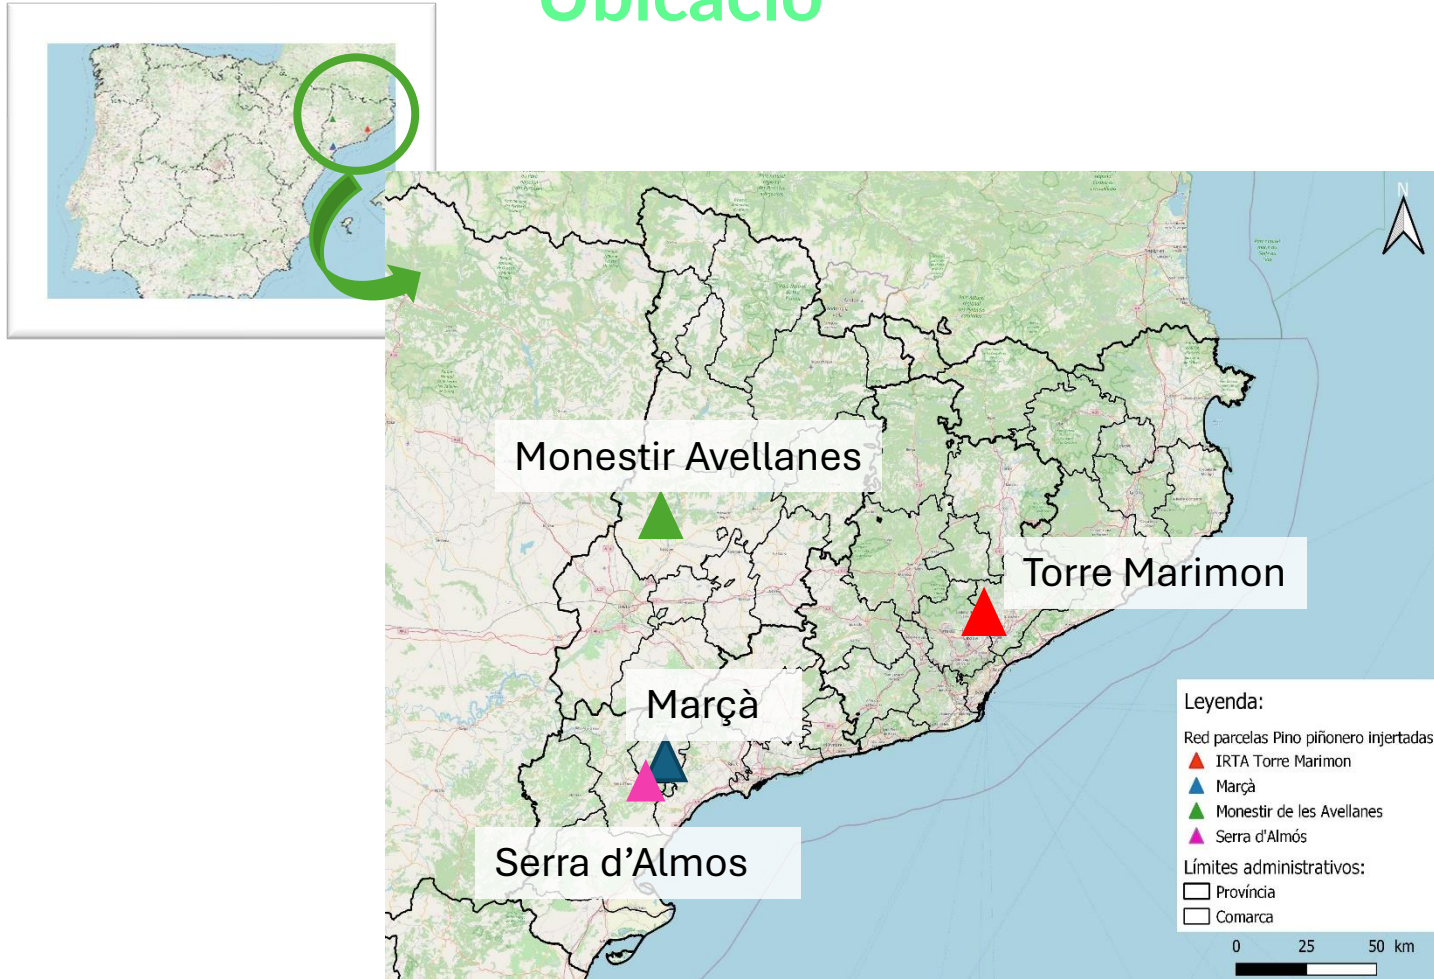 Ubicació
N
Monestir Avellanes
Torre Marimon
Marçà
Serra d’Almos
Leyenda:
Red parcelas Pino piñonero injertadas
IRTA Torre Marimon
Marçà
Monestir de les Avellanes
Serra d'Almós
Límites administrativos:
Província
Comarca
0 25 50 km